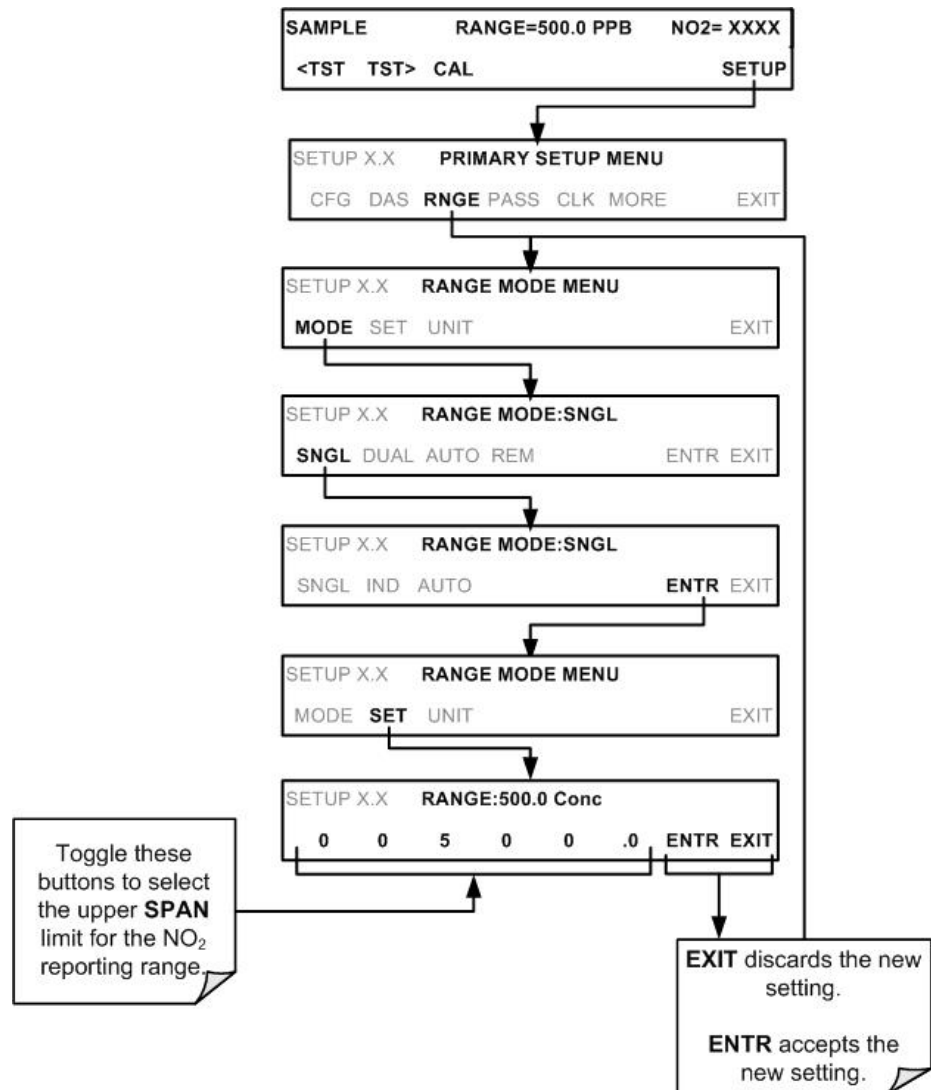 SAMPLE RANGE=500.0 PPB NO2= XXXX
<TST TST> CAL SETUP
SETUP X.X PRIMARY SETUP MENU
CFG DAS RNGE PASS CLK MORE EXIT
SETUP X.X RANGE MODE MENU
MODE SET UNIT EXIT
SETUP X.X RANGE MODE:SNGL
SNGL DUAL AUTO REM ENTR EXIT
SETUP X.X RANGE MODE:SNGL
SNGL IND AUTO ENTR EXIT
SETUP X.X RANGE MODE MENU
MODE SET UNIT EXIT
SETUP X.X RANGE:500.0 Conc
0 0 5 0 0 .0 ENTR EXIT
Toggle these
buttons to select
the upper SPAN
limit for the NO₂
reporting range.
EXIT discards the new
setting.
ENTR accepts the
new setting.